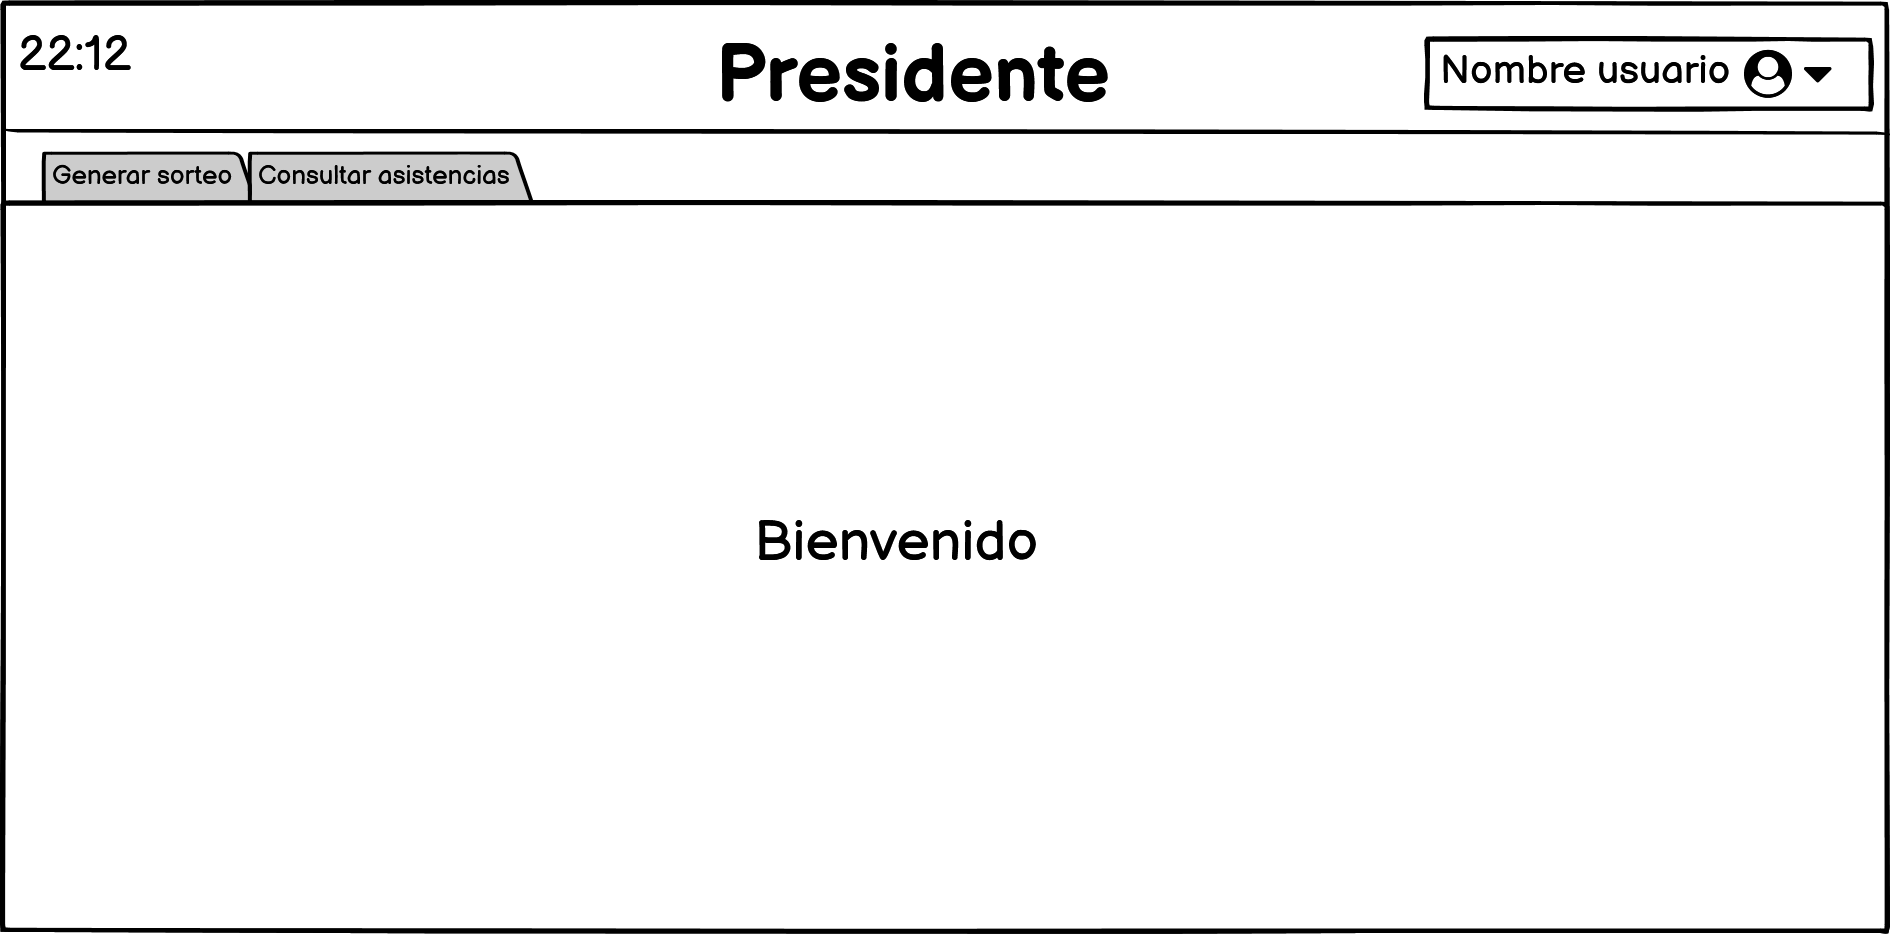 22:12
Presidente
Nombre usuario
Generar sorteo
Consultar asistencias
Bienvenido